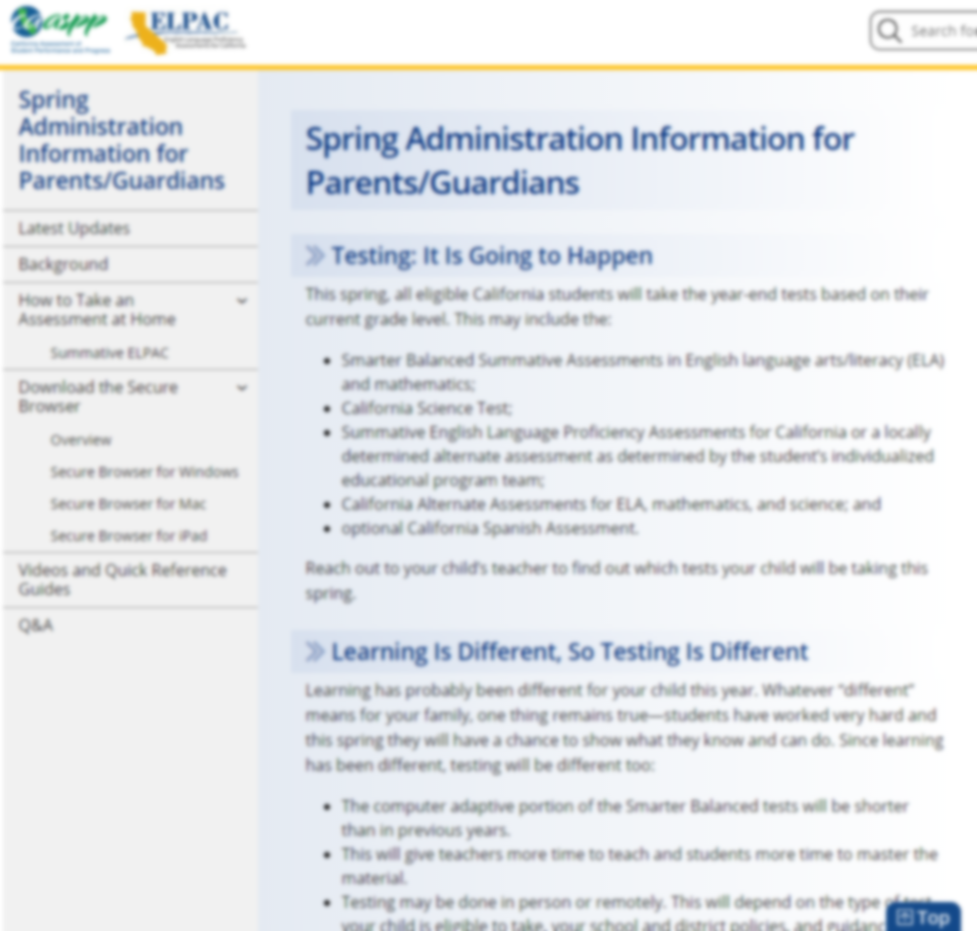 caaspp
ELPAC
Search for
Spring
Administration
Information for
Parents/Guardians
Latest Updates
Background
How to Take an
Assessment at Home
Summative ELPAC
Download the Secure
Browser
Overview
Secure Browser for Windows
Secure Browser for Mac
Secure Browser for iPad
Videos and Quick Reference
Guides
Q&A
Spring Administration Information for
Parents/Guardians
Testing: It Is Going to Happen
This spring, all eligible California students will take the year-end tests based on their
current grade level. This may include the:
• Smarter Balanced Summative Assessments in English language arts/literacy (ELA)
and mathematics;
• California Science Test;
• Summative English Language Proficiency Assessments for California or a locally
determined alternate assessment as determined by the student's individualized
educational program team;
• California Alternate Assessments for ELA, mathematics, and science; and
• optional California Spanish Assessment.
Reach out to your child's teacher to find out which tests your child will be taking this
spring.
Learning Is Different, So Testing Is Different
Learning has probably been different for your child this year. Whatever "different"
means for your family, one thing remains true—students have worked very hard and
this spring they will have a chance to show what they know and can do. Since learning
has been different, testing will be different too:
• The computer adaptive portion of the Smarter Balanced tests will be shorter
than in previous years.
• This will give teachers more time to teach and students more time to master the
material.
• Testing may be done in person or remotely. This will depend on the type of test
your child is eligible to take, your school and district policies, and guidanc
Top